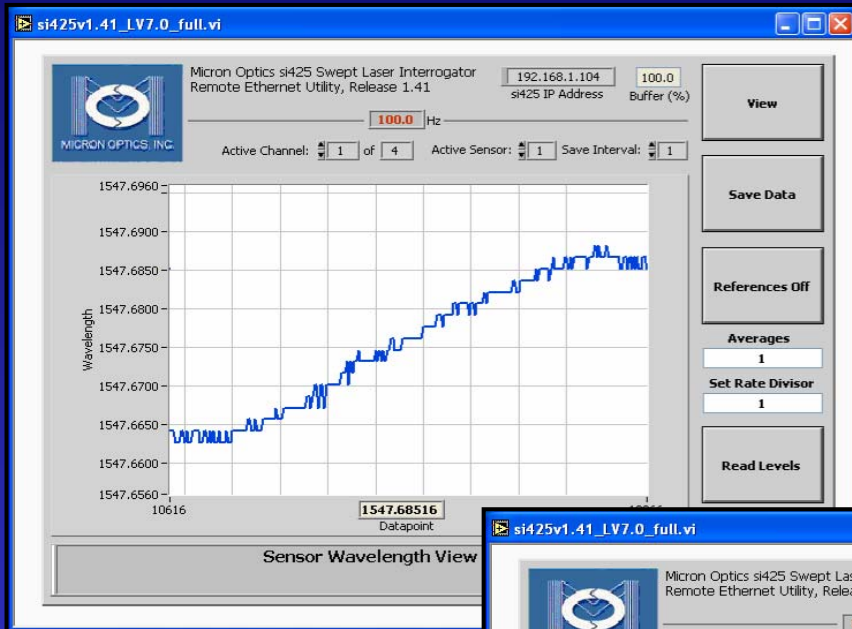 si425v1.41_LV7.0_full.vi
MICRON OPTICS, INC.
Micron Optics si425 Swept Laser Interrogator
Remote Ethernet Utility, Release 1.41
192.168.1.104
si425 IP Address
100.0
Buffer (%)
100.0 Hz
Active Channel: 1 of 4 Active Sensor: 1 Save Interval: 1
View
Save Data
References Off
Averages
1
Set Rate Divisor
1
Read Levels
Wavelength
1547.6960
1547.6900
1547.6850
1547.6800
1547.6750
1547.6700
1547.6650
1547.6600
1547.6560
10616
1547.68516
Datapoint
Sensor Wavelength View
si425v1.41_LV7.0_full.vi
Micron Optics si425 Swept
Remote Ethernet Utility,